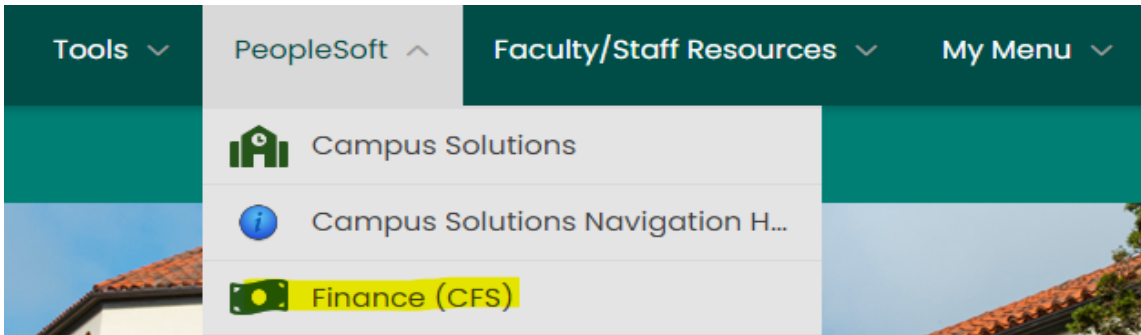 Tools PeopleSoft Faculty/Staff Resources My Menu
Campus Solutions
Campus Solutions Navigation H...
Finance (CFS)